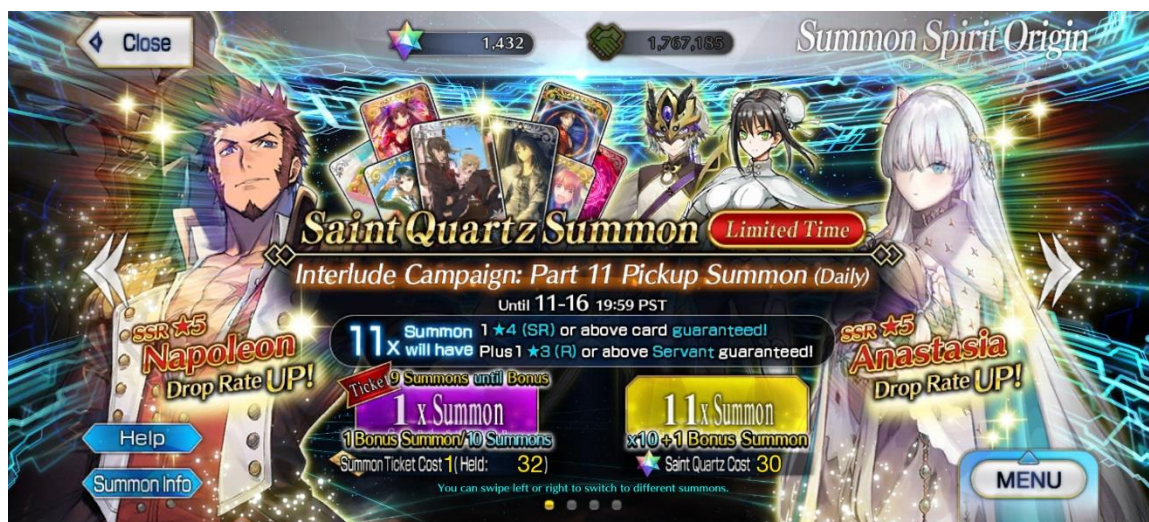 Close
1,432
1,767,185
Summon Spirit Origin
Saint Quartz Summon
Limited Time
Interlude Campaign: Part 11 Pickup Summon (Daily)
Until 11-16 19:59 PST
11x Summon will have
1 ★4 (SR) or above card guaranteed!
Plus 1 ★3 (R) or above Servant guaranteed!
SSR ★5
Napoleon
Drop Rate UP!
SSR ★5
Anastasia
Drop Rate UP!
Ticket
9 Summons until Bonus
1 x Summon
1 Bonus Summon/10 Summons
Summon Ticket Cost 1 (Held: 32)
11 x Summon
x10 +1 Bonus Summon
Saint Quartz Cost 30
Help
Summon Info
You can swipe left or right to switch to different summons.
MENU